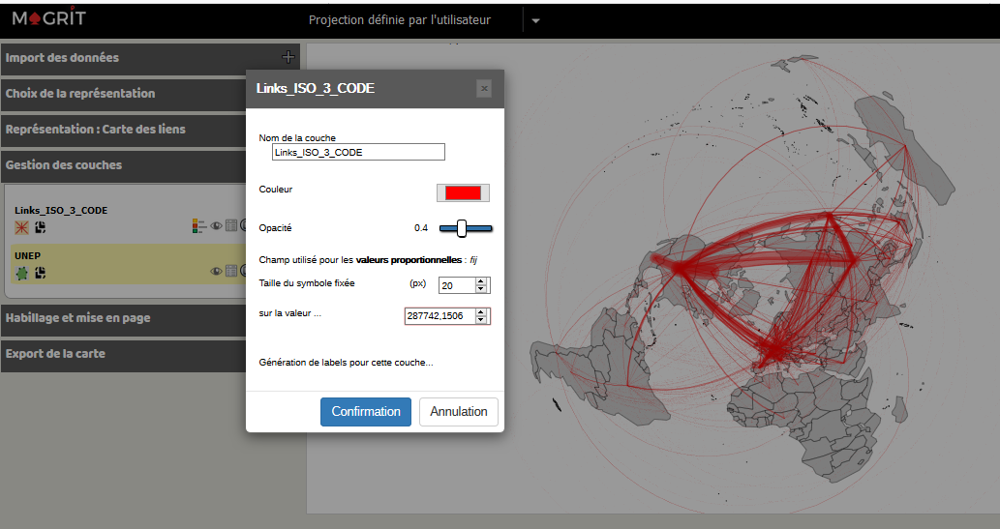 MAGRIT
Projection définie par l'utilisateur
Import des données
Choix de la représentation
Représentation : Carte des liens
Gestion des couches
Links_ISO_3_CODE
UNEP
Habillage et mise en page
Export de la carte
Links_ISO_3_CODE
×
Nom de la couche
Links_ISO_3_CODE
Couleur
Opacité 0.4
Champ utilisé pour les valeurs proportionnelles : fij
Taille du symbole fixée (px) 20
sur la valeur ... 287742,1506
Génération de labels pour cette couche...
Confirmation Annulation